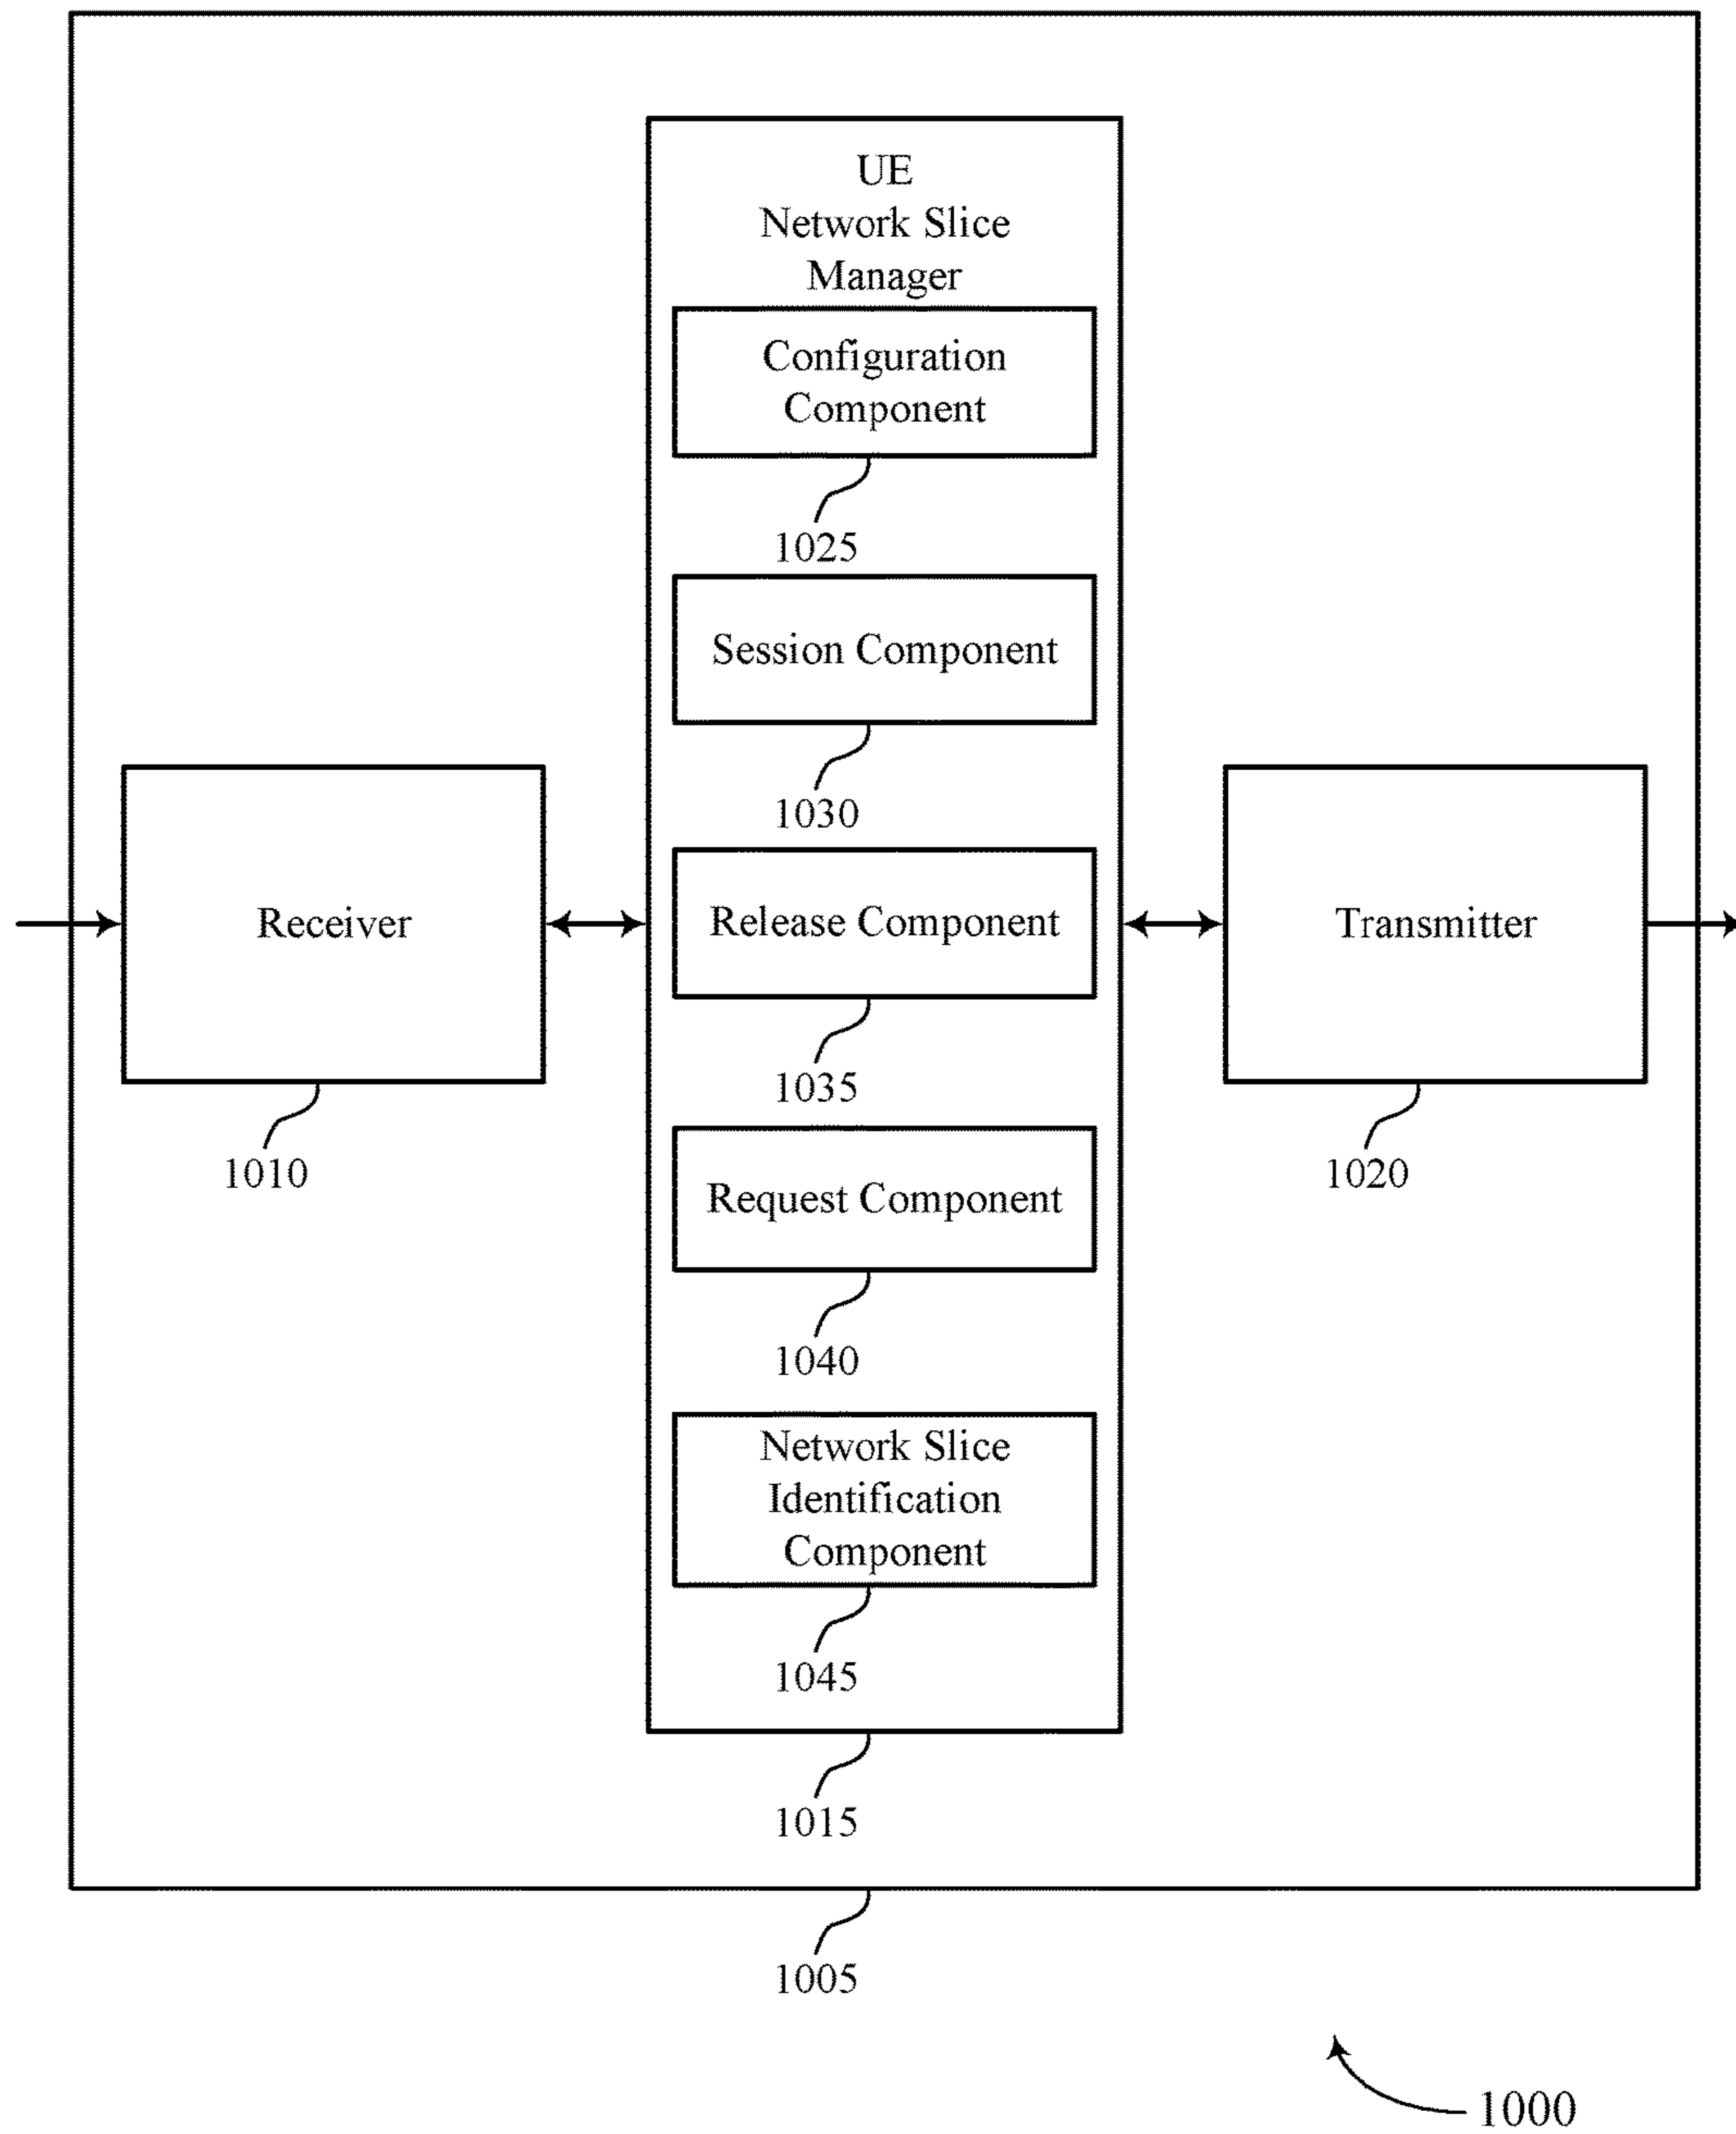 UE
Network Slice
Manager
Configuration
Component
1025
Session Component
1030
Receiver
1010
Release Component
1035
Transmitter
1020
Request Component
1040
Network Slice
Identification
Component
1045
1015
1005
1000